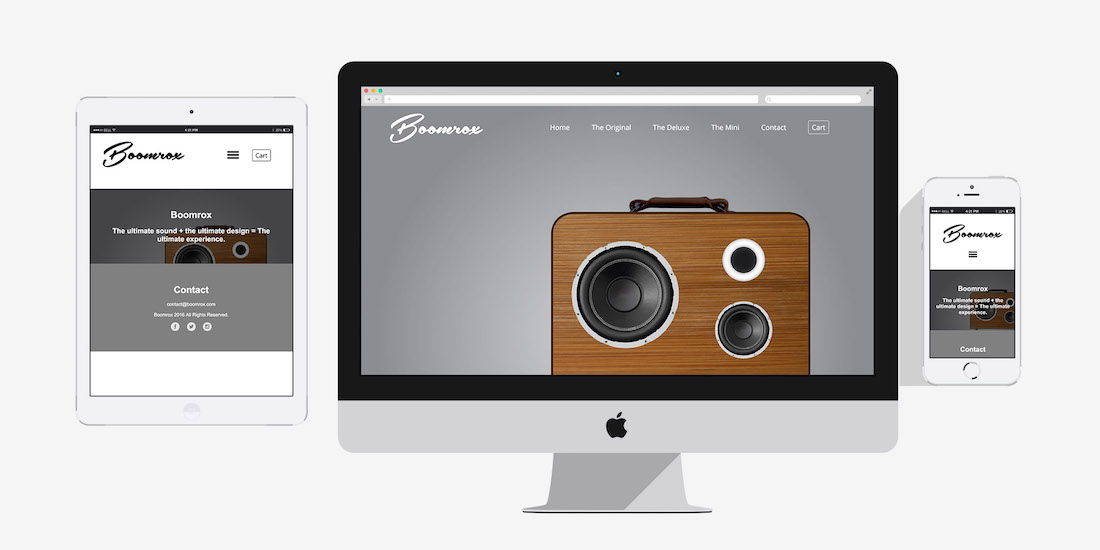 ●●●○○ BELL 4:21 PM 20%
Boomrox
Cart
Boomrox
The ultimate sound + the ultimate design = The
ultimate experience.
Contact
contact@boomrox.com
Boomrox 2016 All Rights Reserved.
Boomrox
Home The Original The Deluxe The Mini Contact Cart
4:21 PM
Boomrox
Boomrox
The ultimate sound + the
ultimate design = The ultimate
experience.
Contact